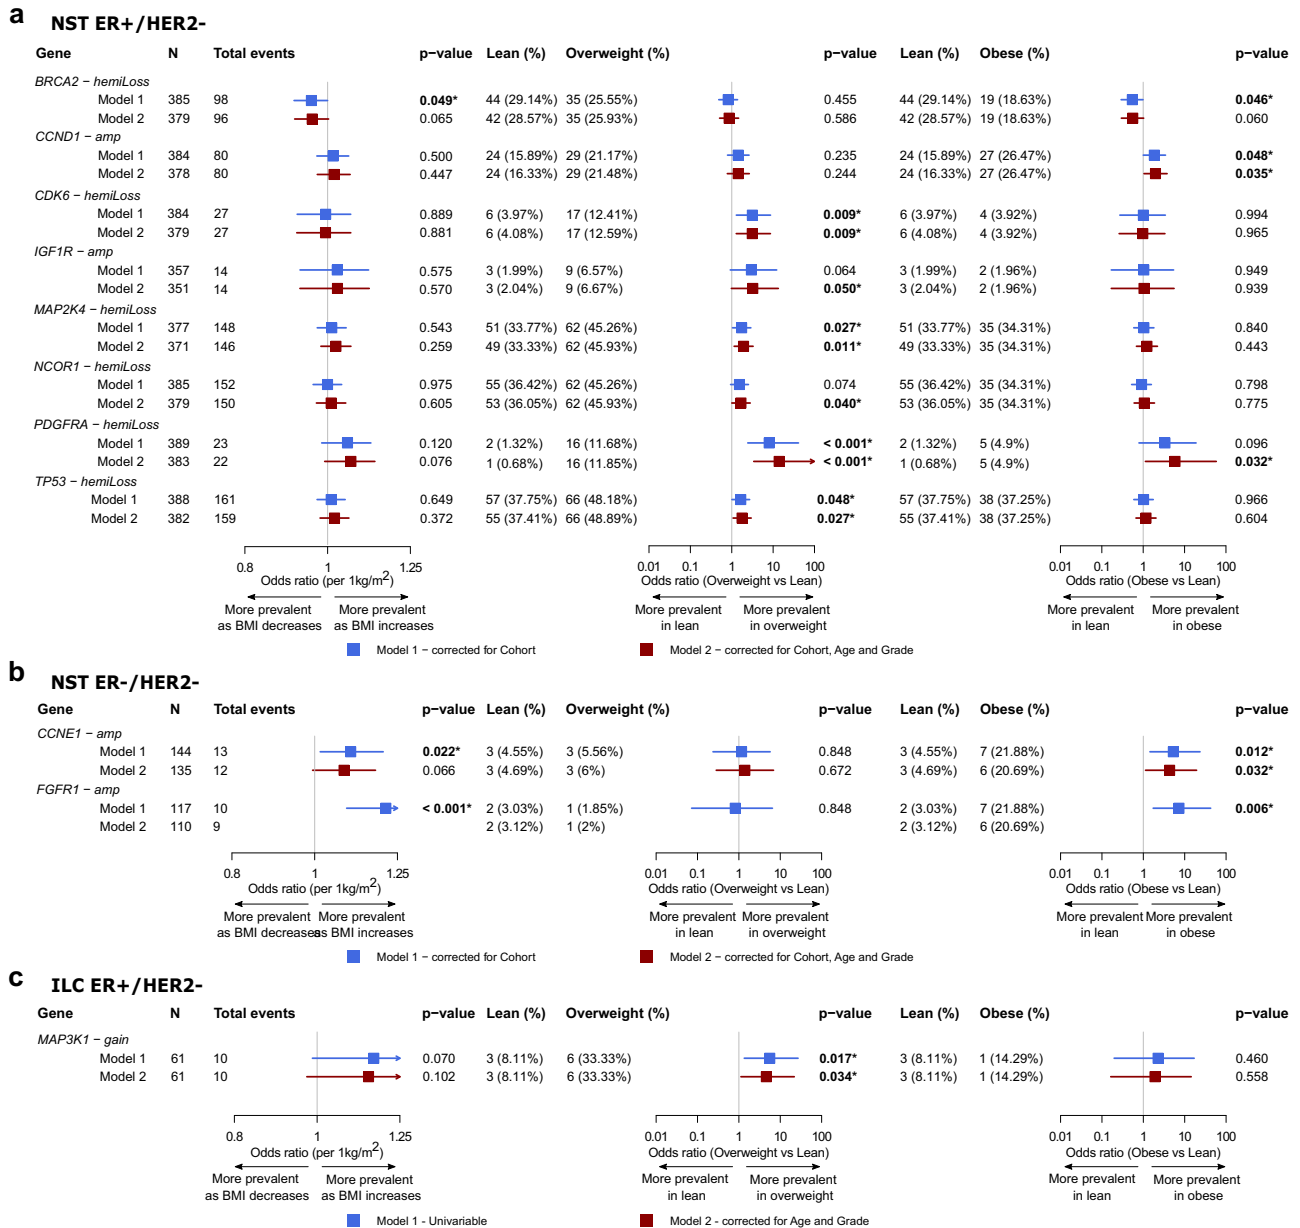 a NST ER+/HER2-
Gene N Total events p−value Lean (%) Overweight (%) p−value Lean (%) Obese (%) p−value
BRCA2 − hemiLoss
Model 1 385 98 0.049* 44 (29.14%) 35 (25.55%) 0.455 44 (29.14%) 19 (18.63%) 0.046*
Model 2 379 96 0.065 42 (28.57%) 35 (25.93%) 0.586 42 (28.57%) 19 (18.63%) 0.060
CCND1 − amp
Model 1 384 80 0.500 24 (15.89%) 29 (21.17%) 0.235 24 (15.89%) 27 (26.47%) 0.048*
Model 2 378 80 0.447 24 (16.33%) 29 (21.48%) 0.244 24 (16.33%) 27 (26.47%) 0.035*
CDK6 − hemiLoss
Model 1 384 27 0.889 6 (3.97%) 17 (12.41%) 0.009* 6 (3.97%) 4 (3.92%) 0.994
Model 2 379 27 0.881 6 (4.08%) 17 (12.59%) 0.009* 6 (4.08%) 4 (3.92%) 0.965
IGF1R − amp
Model 1 357 14 0.575 3 (1.99%) 9 (6.57%) 0.064 3 (1.99%) 2 (1.96%) 0.949
Model 2 351 14 0.570 3 (2.04%) 9 (6.67%) 0.050* 3 (2.04%) 2 (1.96%) 0.939
MAP2K4 − hemiLoss
Model 1 377 148 0.543 51 (33.77%) 62 (45.26%) 0.027* 51 (33.77%) 35 (34.31%) 0.840
Model 2 371 146 0.259 49 (33.33%) 62 (45.93%) 0.011* 49 (33.33%) 35 (34.31%) 0.443
NCOR1 − hemiLoss
Model 1 385 152 0.975 55 (36.42%) 62 (45.26%) 0.074 55 (36.42%) 35 (34.31%) 0.798
Model 2 379 150 0.605 53 (36.05%) 62 (45.93%) 0.040* 53 (36.05%) 35 (34.31%) 0.775
PDGFRA − hemiLoss
Model 1 389 23 0.120 2 (1.32%) 16 (11.68%) < 0.001* 2 (1.32%) 5 (4.9%) 0.096
Model 2 383 22 0.076 1 (0.68%) 16 (11.85%) < 0.001* 1 (0.68%) 5 (4.9%) 0.032*
TP53 − hemiLoss
Model 1 388 161 0.649 57 (37.75%) 66 (48.18%) 0.048* 57 (37.75%) 38 (37.25%) 0.966
Model 2 382 159 0.372 55 (37.41%) 66 (48.89%) 0.027* 55 (37.41%) 38 (37.25%) 0.604
0.8 1 1.25 0.01 0.1 1 10 100 0.01 0.1 1 10 100
Odds ratio (per 1kg/m2) Odds ratio (Overweight vs Lean) Odds ratio (Obese vs Lean)
More prevalent More prevalent More prevalent More prevalent More prevalent More prevalent
as BMI decreases as BMI increases in lean in overweight in lean in obese
Model 1 − corrected for Cohort Model 2 − corrected for Cohort, Age and Grade
b NST ER-/HER2-
Gene N Total events p−value Lean (%) Overweight (%) p−value Lean (%) Obese (%) p−value
CCNE1 − amp
Model 1 144 13 0.022* 3 (4.55%) 3 (5.56%) 0.848 3 (4.55%) 7 (21.88%) 0.012*
Model 2 135 12 0.066 3 (4.69%) 3 (6%) 0.672 3 (4.69%) 6 (20.69%) 0.032*
FGFR1 − amp
Model 1 117 10 < 0.001* 2 (3.03%) 1 (1.85%) 0.848 2 (3.03%) 7 (21.88%) 0.006*
Model 2 110 9 2 (3.12%) 1 (2%) 2 (3.12%) 6 (20.69%)
0.8 1 1.25 0.01 0.1 1 10 100 0.01 0.1 1 10 100
Odds ratio (per 1kg/m2) Odds ratio (Overweight vs Lean) Odds ratio (Obese vs Lean)
More prevalent More prevalent More prevalent More prevalent More prevalent More prevalent
as BMI decreases as BMI increases in lean in overweight in lean in obese
Model 1 − corrected for Cohort Model 2 − corrected for Cohort, Age and Grade
c ILC ER+/HER2-
Gene N Total events p−value Lean (%) Overweight (%) p−value Lean (%) Obese (%) p−value
MAP3K1 − gain
Model 1 61 10 0.070 3 (8.11%) 6 (33.33%) 0.017* 3 (8.11%) 1 (14.29%) 0.460
Model 2 61 10 0.102 3 (8.11%) 6 (33.33%) 0.034* 3 (8.11%) 1 (14.29%) 0.558
0.8 1 1.25 0.01 0.1 1 10 100 0.01 0.1 1 10 100
Odds ratio (per 1kg/m2) Odds ratio (Overweight vs Lean) Odds ratio (Obese vs Lean)
More prevalent More prevalent More prevalent More prevalent More prevalent More prevalent
as BMI decreases as BMI increases in lean in overweight in lean in obese
Model 1 - Univariable Model 2 - corrected for Age and Grade